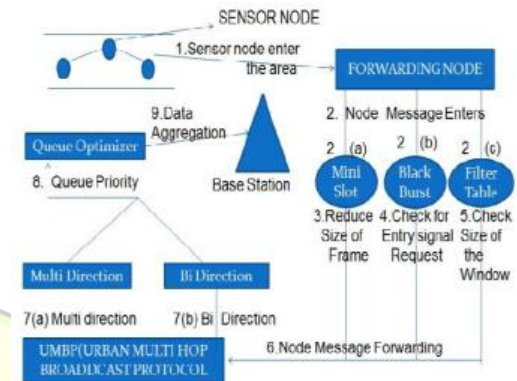 SENSOR NODE
1.Sensor node enter
the area
FORWARDING NODE
9.Data
Aggregation
2. Node Message Enters
Queue Optimizer
2 (a)
2 (b)
2 (c)
Mini
Slot
Black
Burst
Filter
Table
8. Queue Priority
Base Station
3.Reduce
Size of
Frame
4.Check for
Entry signal
Request
5.Check
Size of
the
Window
Multi Direction
Bi Direction
7(a) Multi direction
7(b) Bi Direction
6.Node Message Forwarding
UMBP(URBAN MULTI HOP
BROADDCAST PROTOCOL